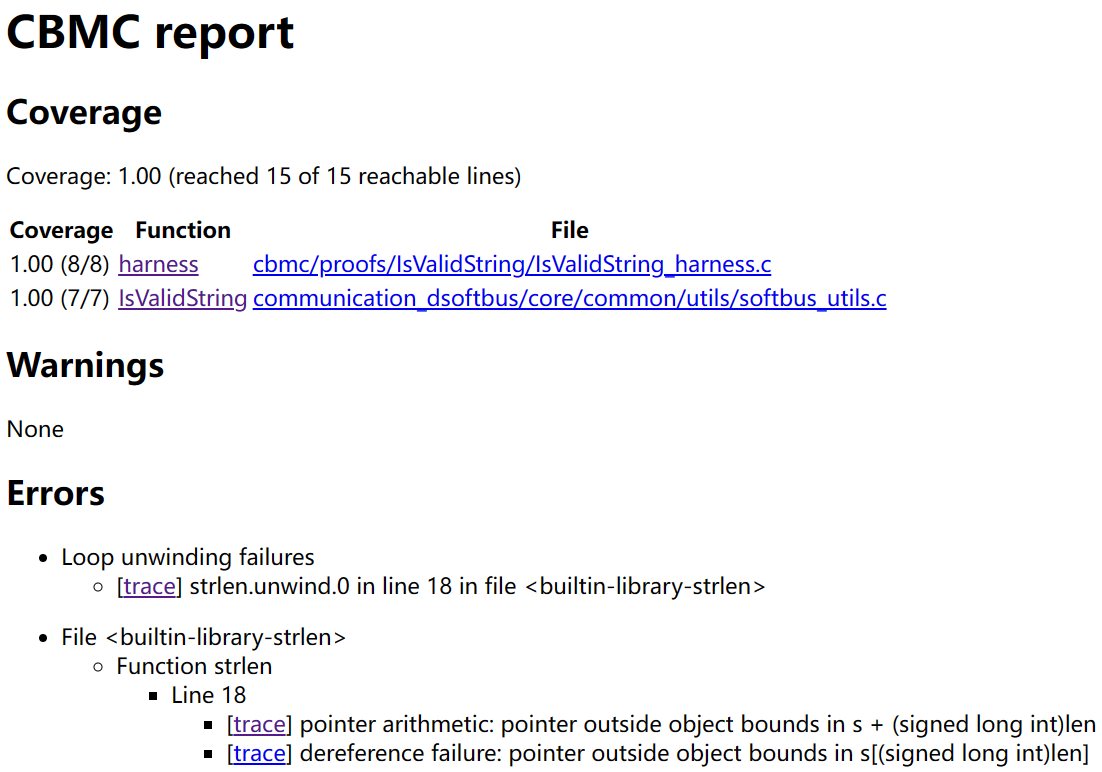 CBMC report
Coverage
Coverage: 1.00 (reached 15 of 15 reachable lines)
Coverage Function File
1.00 (8/8) harness cbmc/proofs/IsValidString/IsValidString_harness.c
1.00 (7/7) IsValidString communication_dsoftbus/core/common/utils/softbus_utils.c
Warnings
None
Errors
• Loop unwinding failures
◦ [trace] strlen.unwind.0 in line 18 in file <builtin-library-strlen>
• File <builtin-library-strlen>
◦ Function strlen
▪ Line 18
▪ [trace] pointer arithmetic: pointer outside object bounds in s + (signed long int)len
▪ [trace] dereference failure: pointer outside object bounds in s[(signed long int)len]